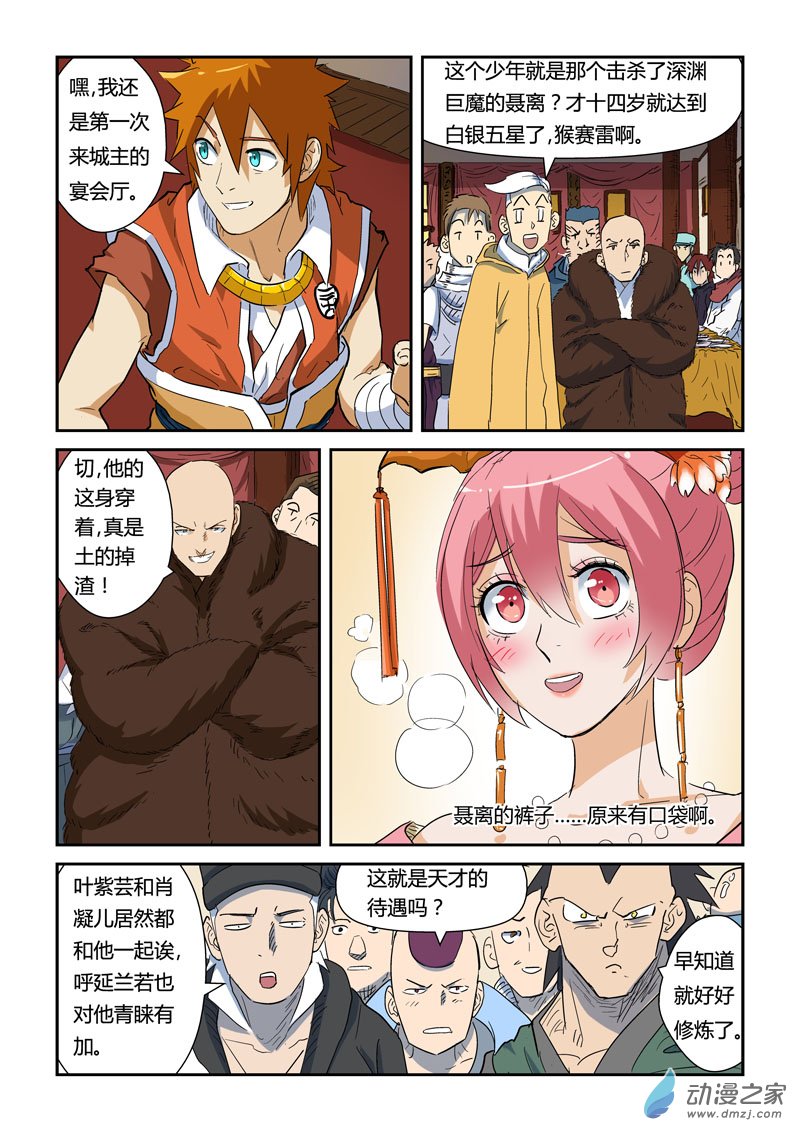 嘿,我还
是第一次
来城主的
宴会厅。
这个少年就是那个击杀了深渊
巨魔的聂离？才十四岁就达到
白银五星了,猴赛雷啊。
切,他的
这身穿
着,真是
土的掉
渣！
聂离的裤子……原来有口袋啊。
叶紫芸和肖
凝儿居然都
和他一起诶,
呼延兰若也
对他青睐有
加。
这就是天才的
待遇吗？
早知道
就好好
修炼了。
动漫之家
www.dmzj.com